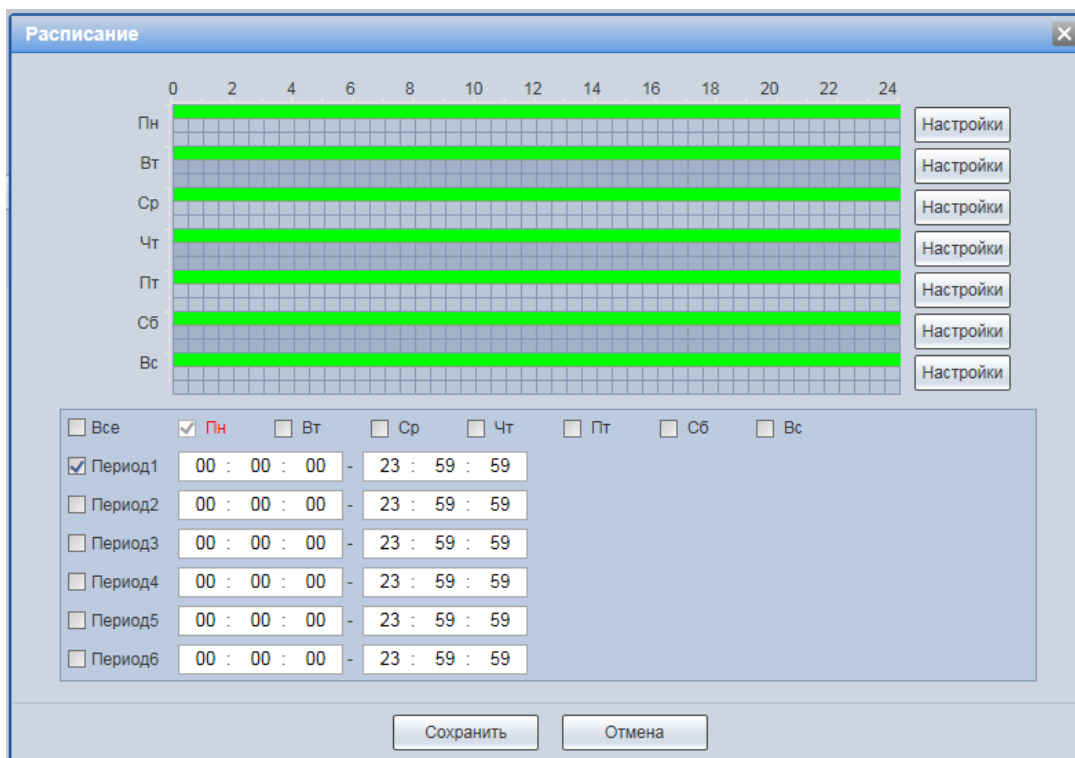 Расписание
0 2 4 6 8 10 12 14 16 18 20 22 24
Пн Настройки
Вт Настройки
Ср Настройки
Чт Настройки
Пт Настройки
Сб Настройки
Вс Настройки
Все Пн Вт Ср Чт Пт Сб Вс
Период1 00 : 00 : 00 - 23 : 59 : 59
Период2 00 : 00 : 00 - 23 : 59 : 59
Период3 00 : 00 : 00 - 23 : 59 : 59
Период4 00 : 00 : 00 - 23 : 59 : 59
Период5 00 : 00 : 00 - 23 : 59 : 59
Период6 00 : 00 : 00 - 23 : 59 : 59
Сохранить Отмена